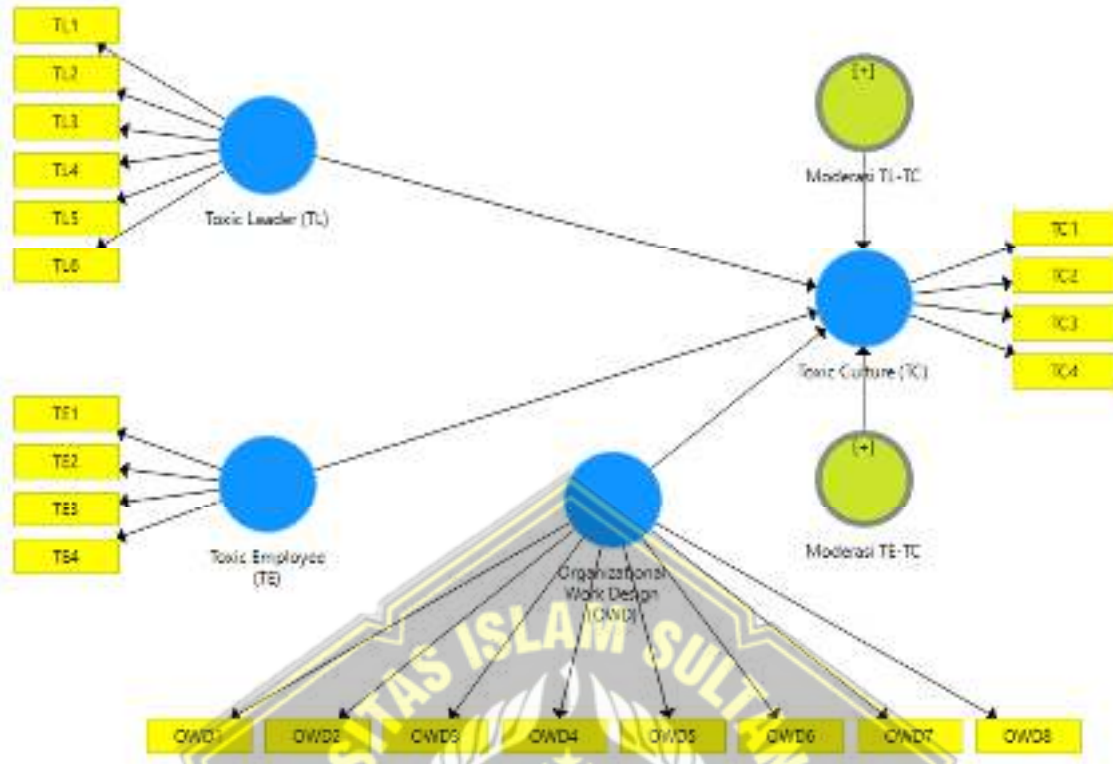 TL1
TL2
TL3
TL4
TL5
TL6
Toxic Leader (TL)
[+]
Moderasi TL-TC
TC1
TC2
TC3
TC4
Toxic Culture (TC)
TE1
TE2
TE3
TE4
Toxic Employee
(TE)
Organizational
Work Design
(OWD)
[+]
Moderasi TE-TC
OWD1
OWD2
OWD3
OWD4
OWD5
OWD6
OWD7
OWD8
ISLAM SULTAN